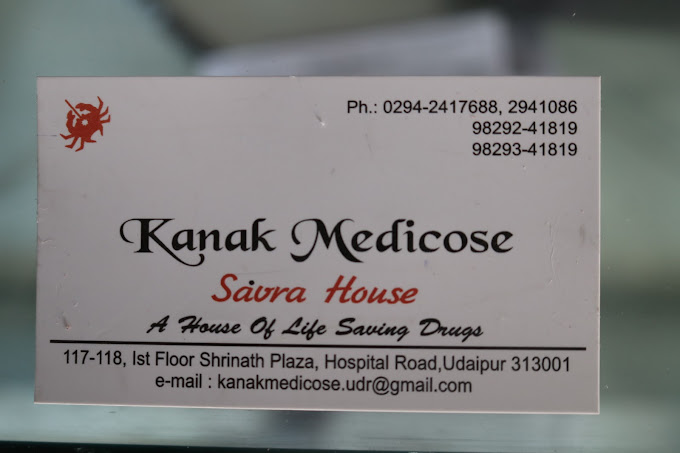 Ph.: 0294-2417688, 2941086
98292-41819
98293-41819
Kanak Medicose
Savra House
A House Of Life Saving Drugs
117-118, Ist Floor Shrinath Plaza, Hospital Road,Udaipur 313001
e-mail : kanakmedicose.udr@gmail.com